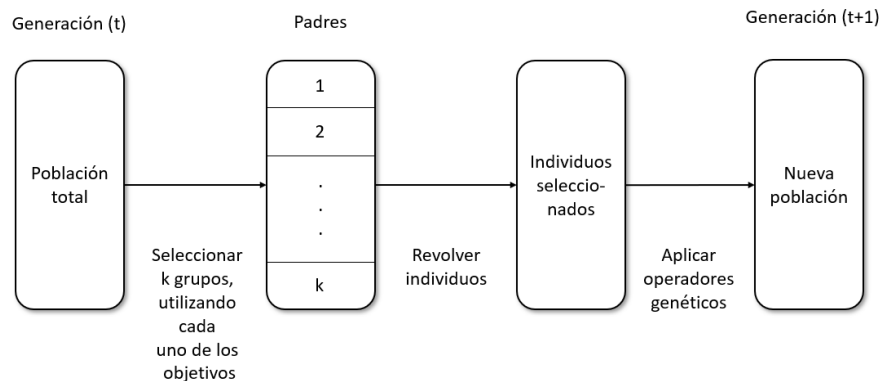 Generación (t)
Padres
Generación (t+1)
Población
total
1
2
.
.
.
k
Individuos
seleccio-
nados
Nueva
población
Seleccionar
k grupos,
utilizando
cada
uno de los
objetivos
Revolver
individuos
Aplicar
operadores
genéticos